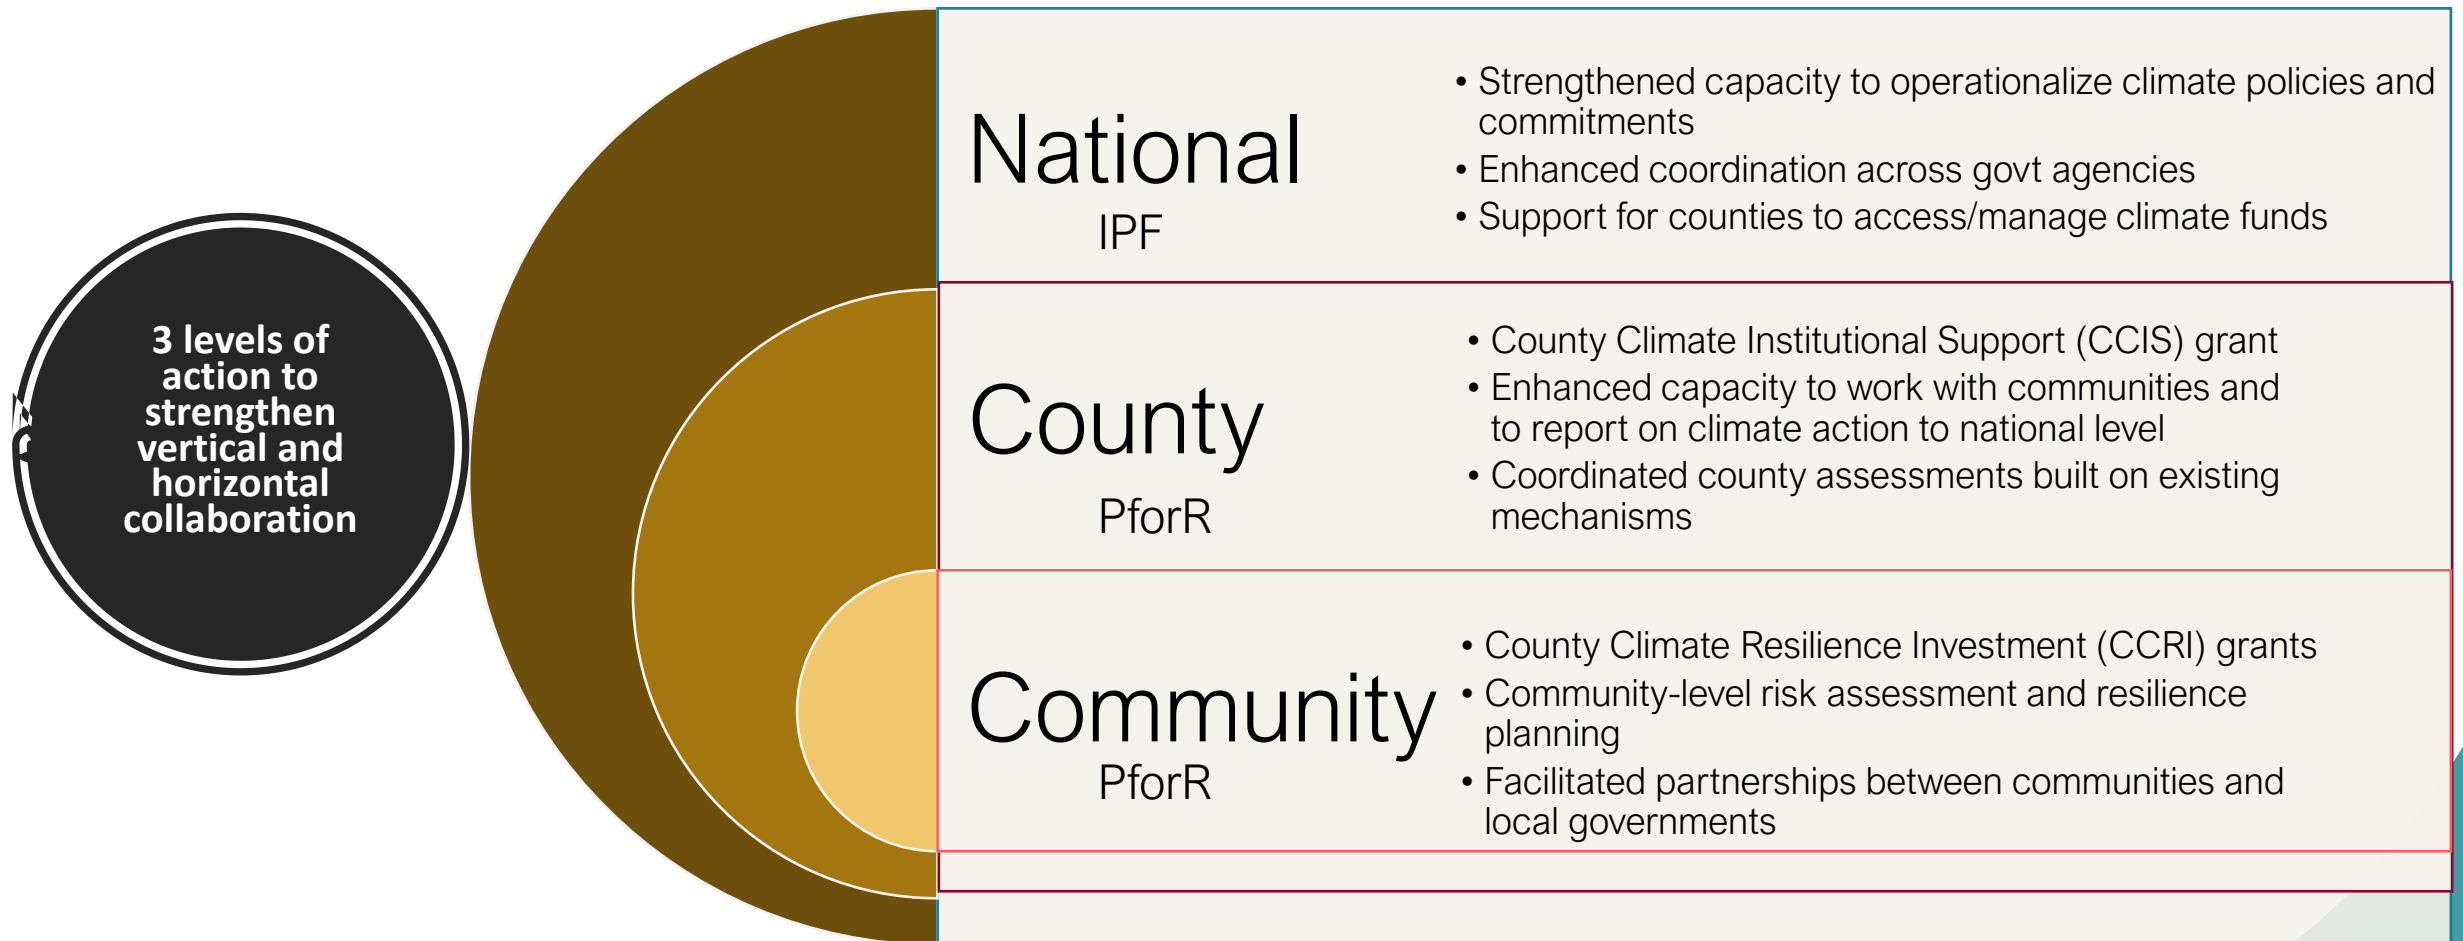 3 levels of
action to
strengthen
vertical and
horizontal
collaboration
National
IPF
• Strengthened capacity to operationalize climate policies and
commitments
• Enhanced coordination across govt agencies
• Support for counties to access/manage climate funds
County
PforR
• County Climate Institutional Support (CCIS) grant
• Enhanced capacity to work with communities and
to report on climate action to national level
• Coordinated county assessments built on existing
mechanisms
Community
PforR
• County Climate Resilience Investment (CCRI) grants
• Community-level risk assessment and resilience
planning
• Facilitated partnerships between communities and
local governments